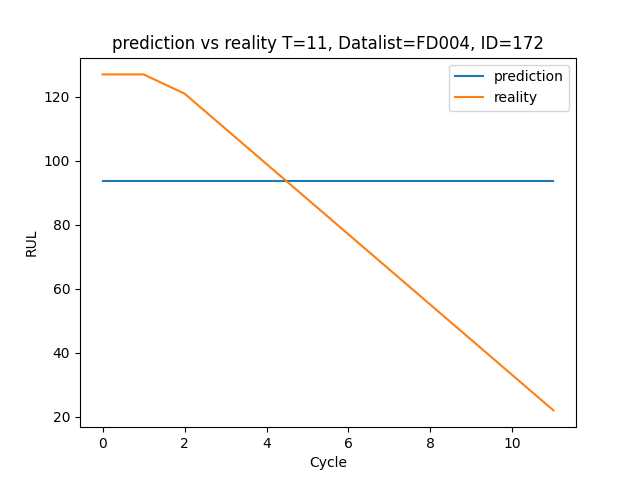 prediction vs reality T=11, Datalist=FD004, ID=172
prediction
reality
120
100
80
60
40
20
RUL
0 2 4 6 8 10
Cycle